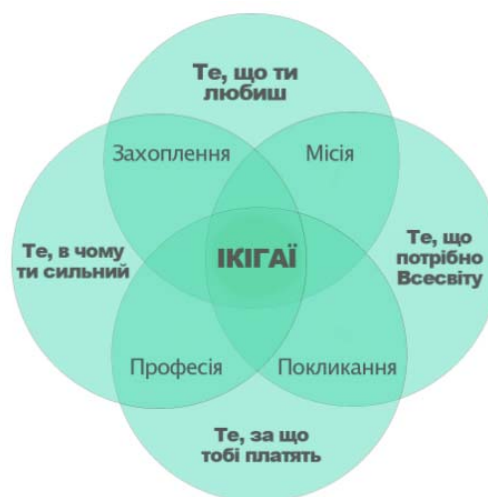 Те, що ти
любиш
Захоплення
Місія
Те, в чому
ти сильний
ІКІГАЇ
Те, що
потрібно
Всесвіту
Професія
Покликання
Те, за що
тобі платять